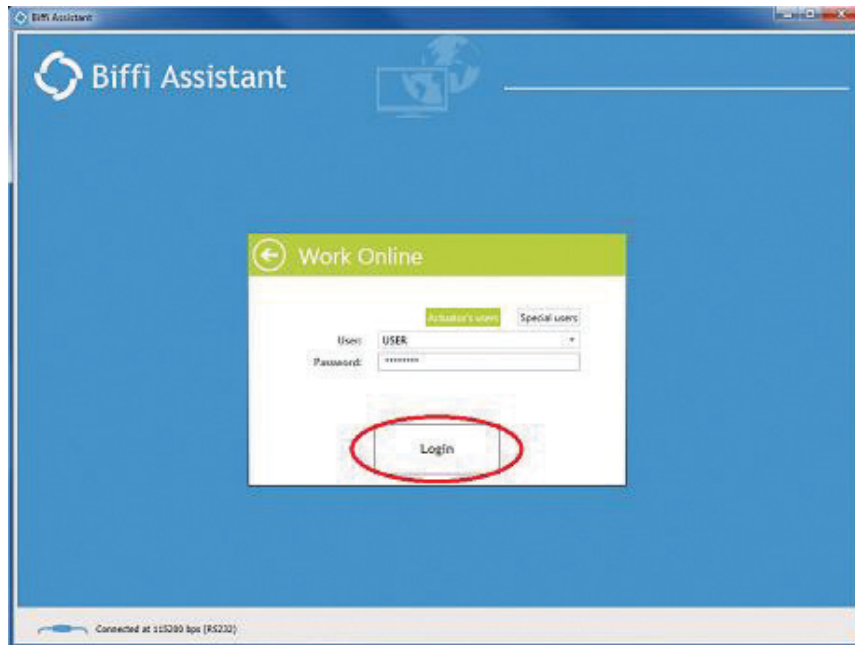 Biffi Assistant
Biffi Assistant
Work Online
Actuator's users Special users
User: USER
Password: ********
Login
Connected at 115200 bps (RS232)